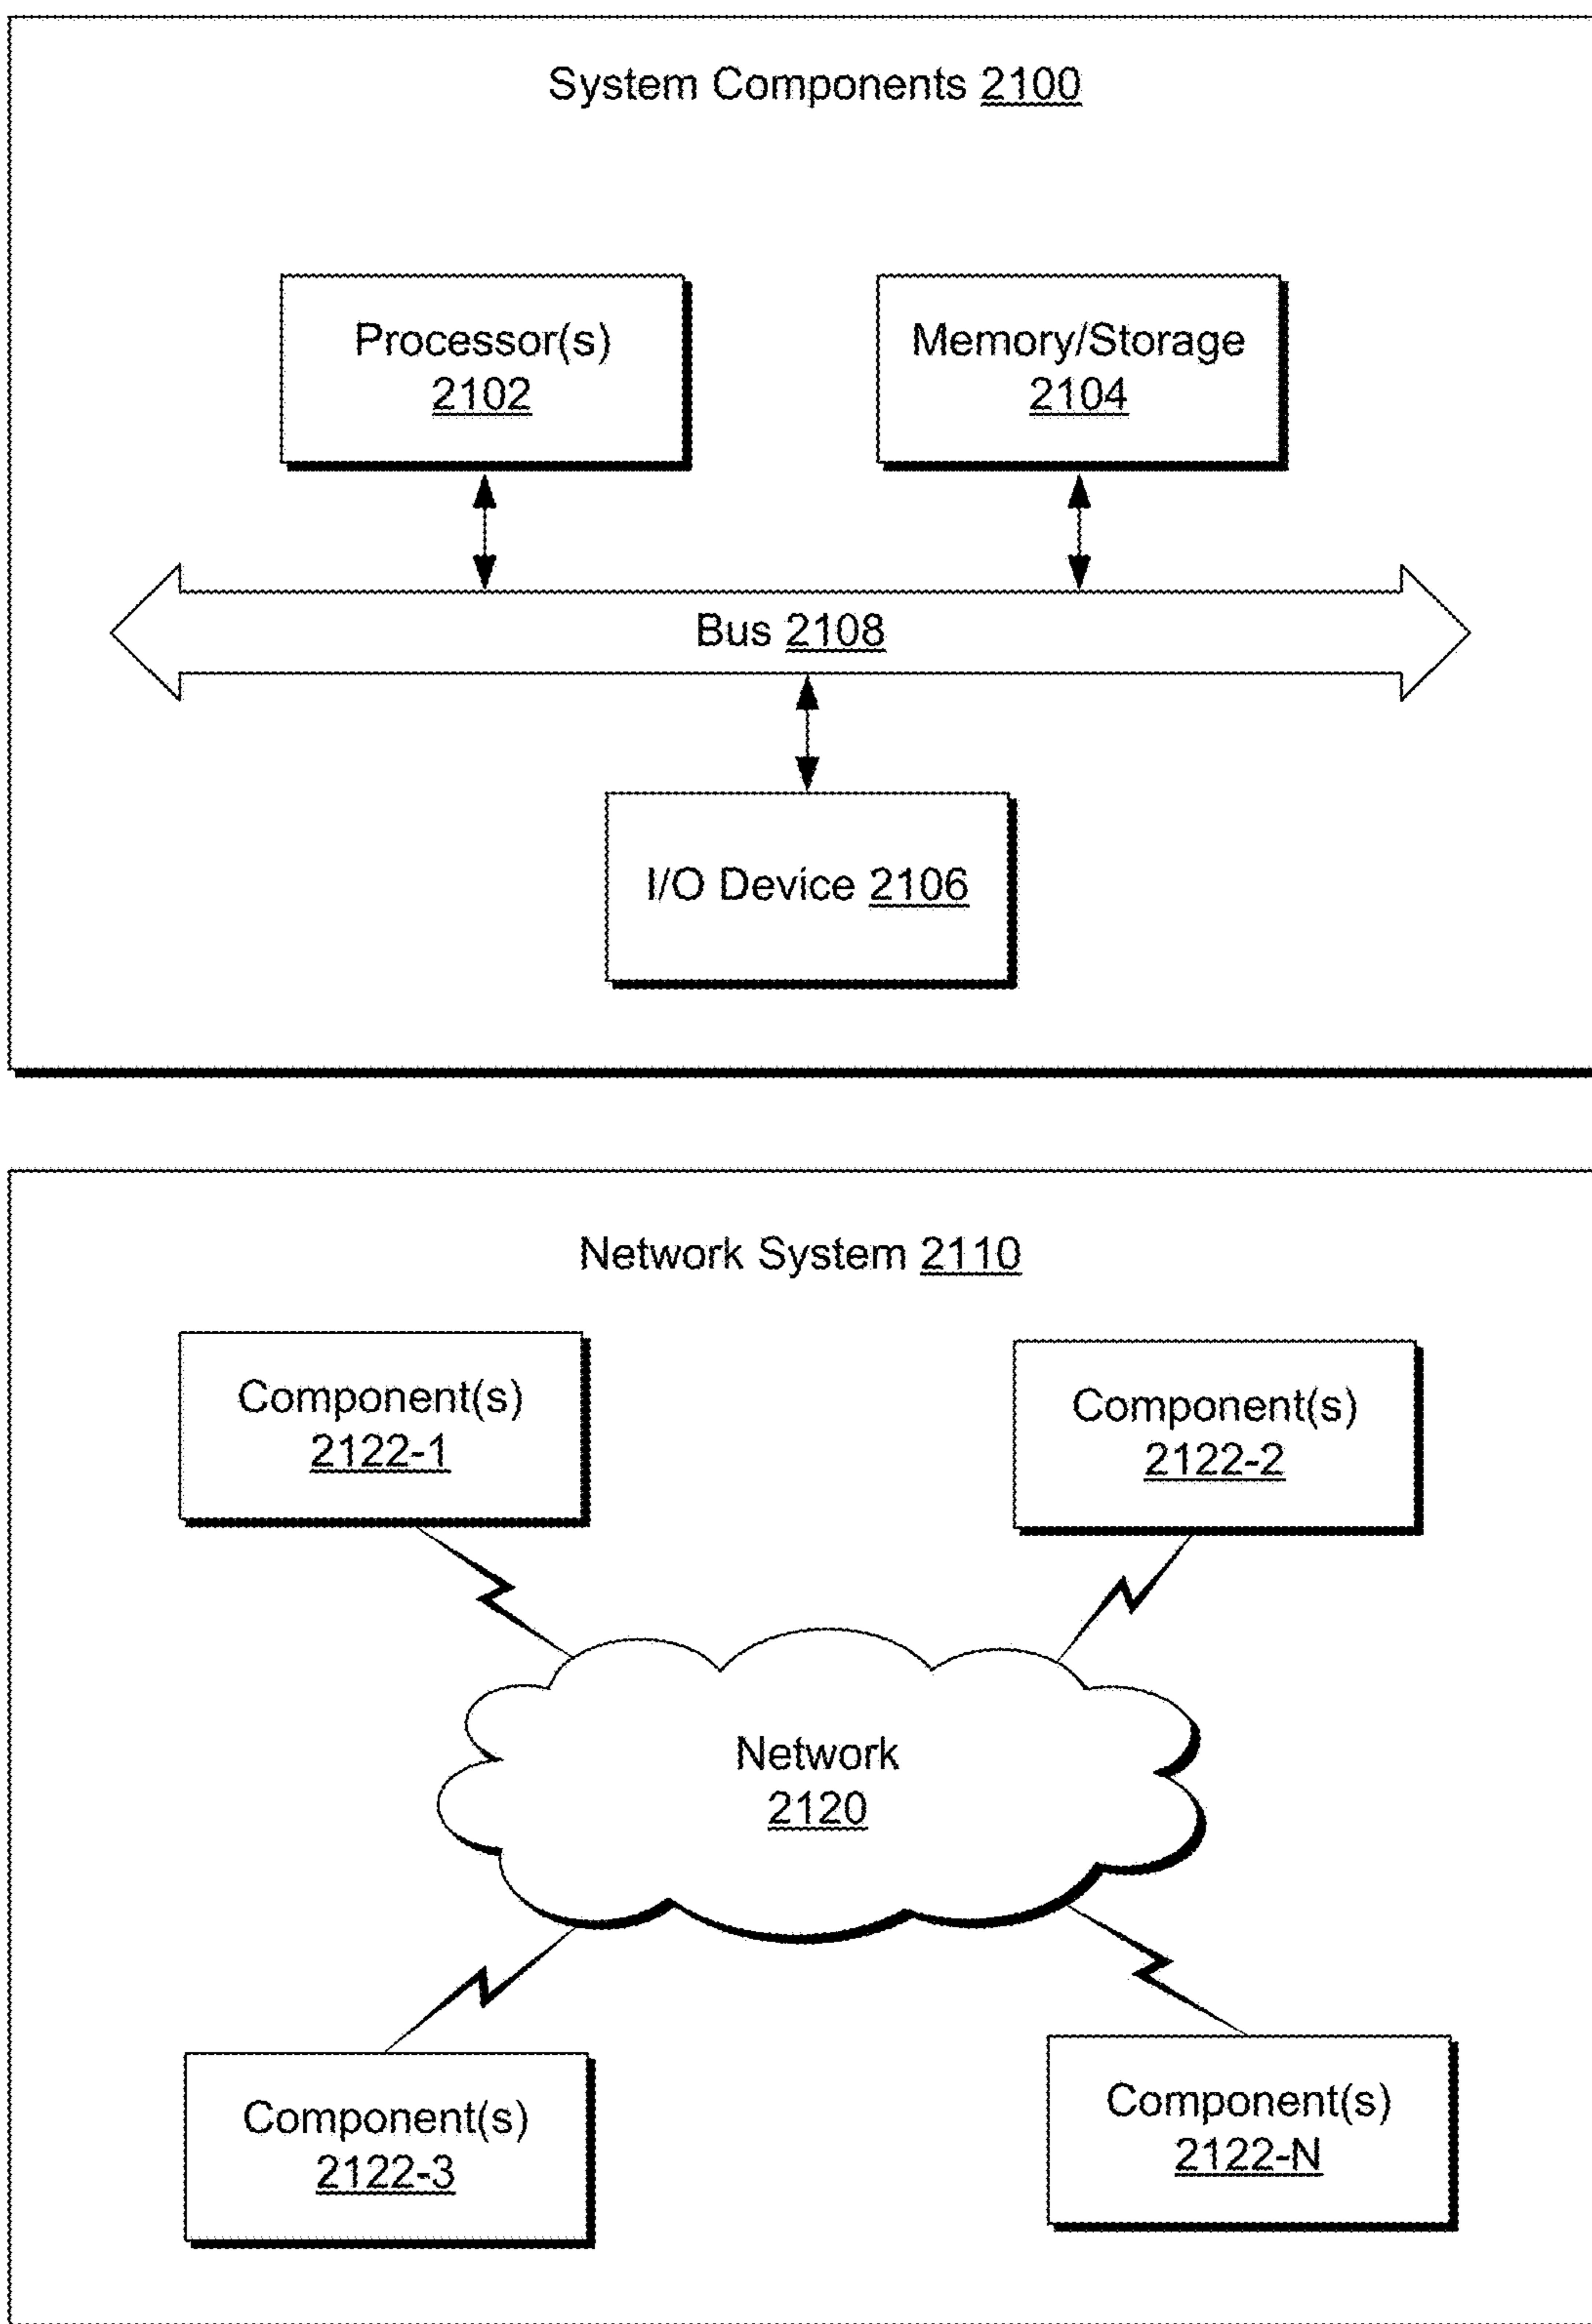 System Components 2100
Processor(s)
2102
Memory/Storage
2104
Bus 2108
I/O Device 2106
Network System 2110
Component(s)
2122-1
Component(s)
2122-2
Network
2120
Component(s)
2122-3
Component(s)
2122-N